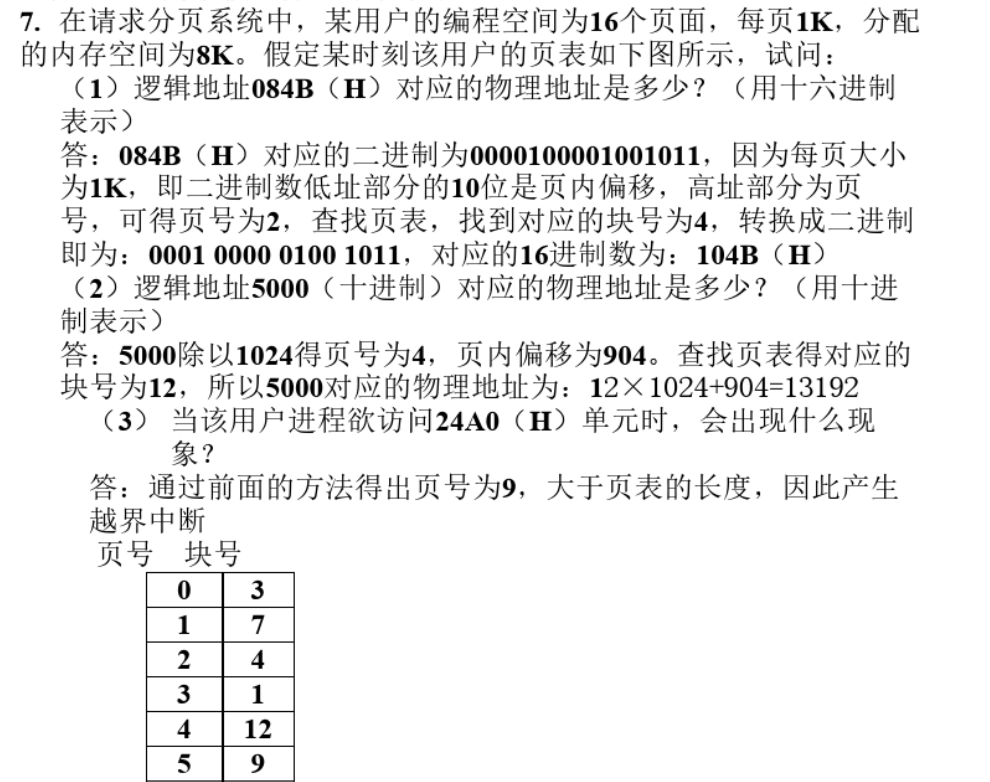 7. 在请求分页系统中，某用户的编程空间为16个页面，每页1K，分配
的内存空间为8K。假定某时刻该用户的页表如下图所示，试问：
（1）逻辑地址084B（H）对应的物理地址是多少？（用十六进制
表示）
答：084B（H）对应的二进制为0000100001001011，因为每页大小
为1K，即二进制数低址部分的10位是页内偏移，高址部分为页
号，可得页号为2，查找页表，找到对应的块号为4，转换成二进制
即为：0001 0000 0100 1011，对应的16进制数为：104B（H）
（2）逻辑地址5000（十进制）对应的物理地址是多少？（用十进
制表示）
答：5000除以1024得页号为4，页内偏移为904。查找页表得对应的
块号为12，所以5000对应的物理地址为：12×1024+904=13192
（3） 当该用户进程欲访问24A0（H）单元时，会出现什么现
象？
答：通过前面的方法得出页号为9，大于页表的长度，因此产生
越界中断
页号 块号
0 3
1 7
2 4
3 1
4 12
5 9